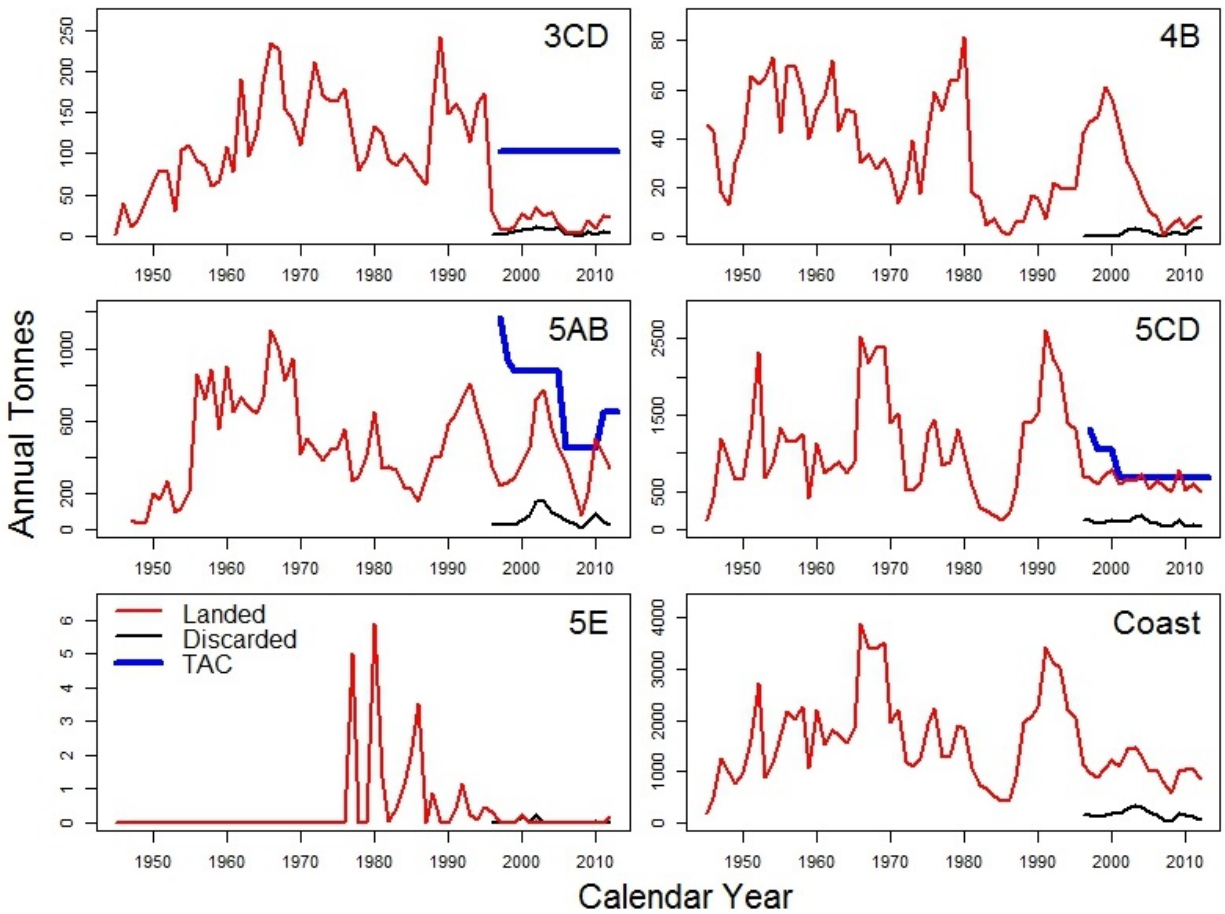 3CD
0 50 100 150 200 250
1950 1960 1970 1980 1990 2000 2010
4B
0 20 40 60 80
1950 1960 1970 1980 1990 2000 2010
5AB
0 200 600 1000
1950 1960 1970 1980 1990 2000 2010
5CD
0 500 1500 2500
1950 1960 1970 1980 1990 2000 2010
Annual Tonnes
Landed
Discarded
TAC
5E
0 1 2 3 4 5 6
1950 1960 1970 1980 1990 2000 2010
Coast
0 1000 2000 3000 4000
1950 1960 1970 1980 1990 2000 2010
Calendar Year